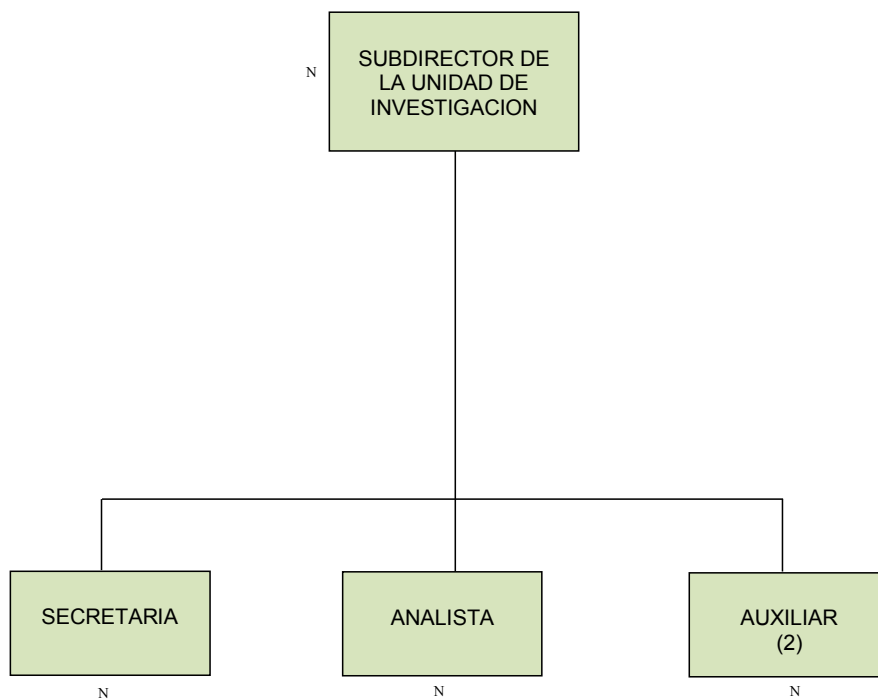 N
SUBDIRECTOR DE
LA UNIDAD DE
INVESTIGACION
SECRETARIA
ANALISTA
AUXILIAR
(2)
N
N
N